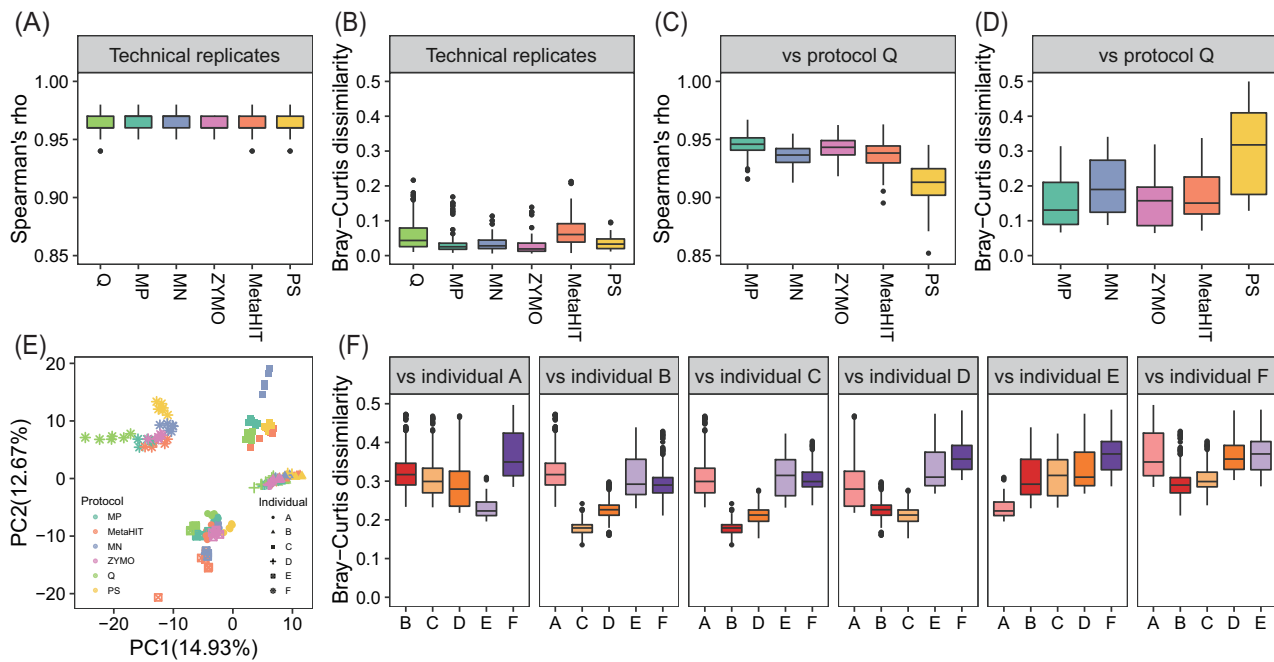 (A)
Technical replicates
Spearman's rho
1.00
0.95
0.90
0.85
Q
MP
MN
ZYMO
MetaHIT
PS
(B)
Technical replicates
Bray−Curtis dissimilarity
0.5
0.4
0.3
0.2
0.1
0.0
Q
MP
MN
ZYMO
MetaHIT
PS
(C)
vs protocol Q
Spearman's rho
1.00
0.95
0.90
0.85
MP
MN
ZYMO
MetaHIT
PS
(D)
vs protocol Q
Bray−Curtis dissimilarity
0.5
0.4
0.3
0.2
0.1
0.0
MP
MN
ZYMO
MetaHIT
PS
(E)
PC2(12.67%)
20
10
0
−10
−20
Protocol
MP
MetaHIT
MN
ZYMO
Q
PS
Individual
A
B
C
D
E
F
−20
−10
0
10
PC1(14.93%)
(F)
Bray−Curtis dissimilarity
0.5
0.4
0.3
0.2
0.1
0.0
vs individual A
B C D E F
vs individual B
A C D E F
vs individual C
A B D E F
vs individual D
A B C E F
vs individual E
A B C D F
vs individual F
A B C D E